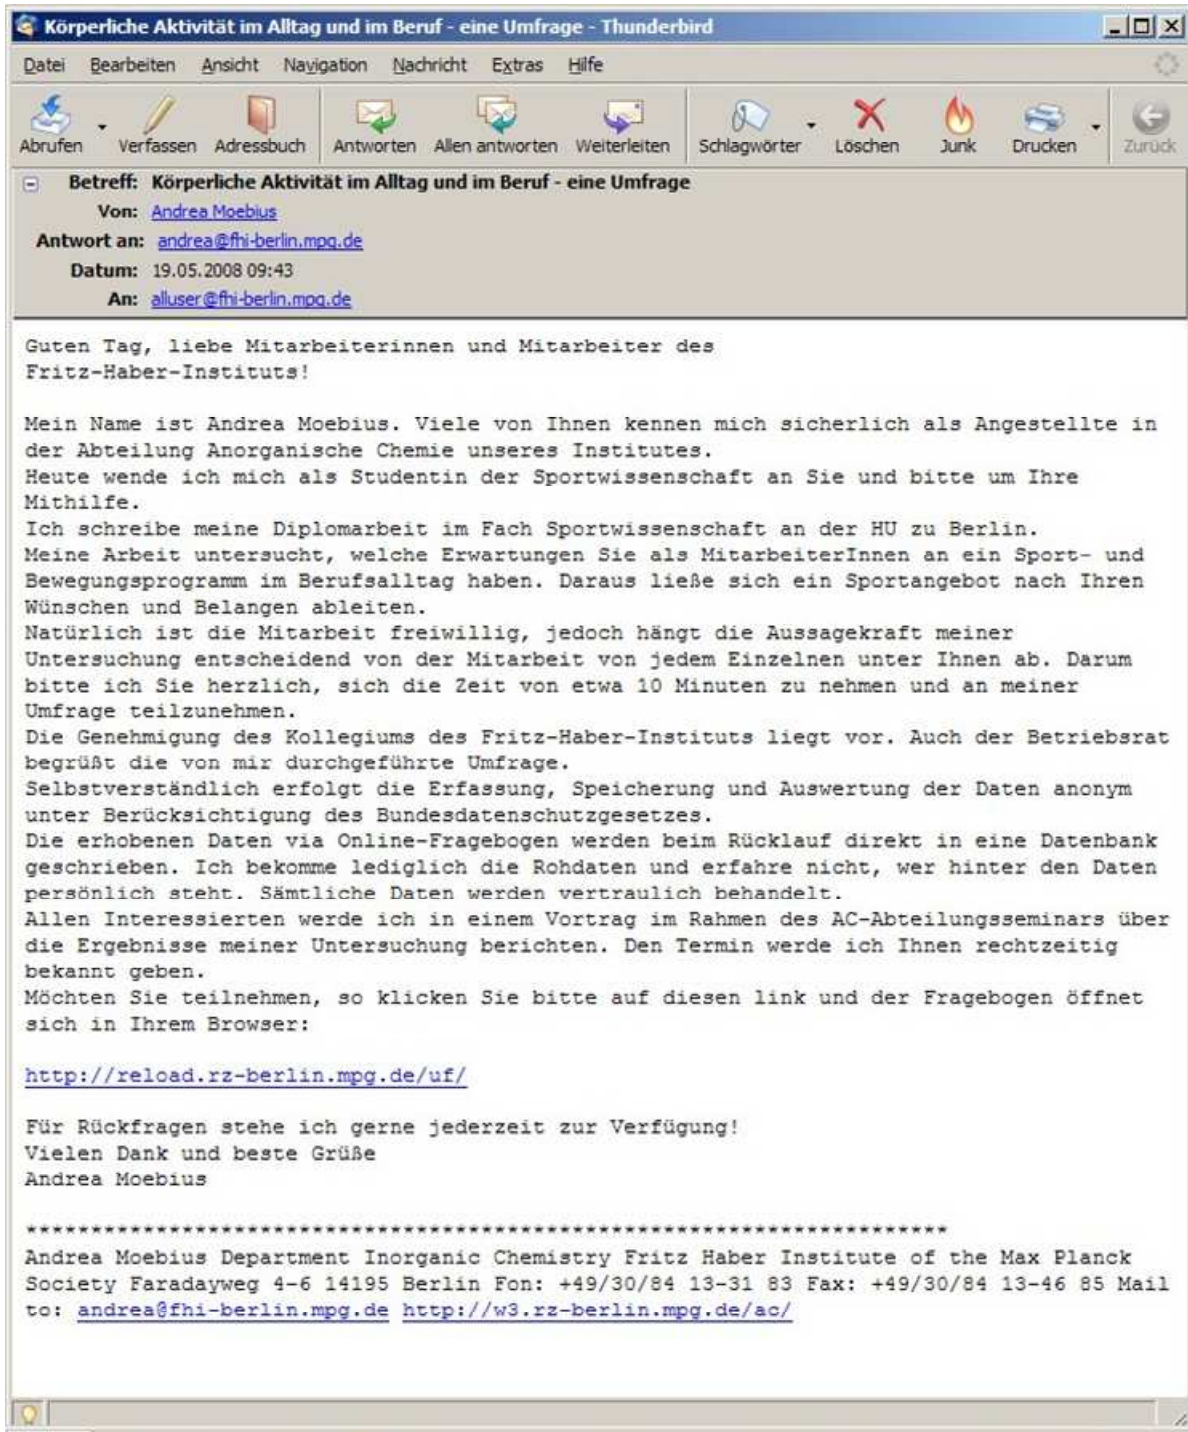 Körperliche Aktivität im Alltag und im Beruf - eine Umfrage - Thunderbird
Datei Bearbeiten Ansicht Navigation Nachricht Extras Hilfe
Abrufen Verfassen Adressbuch Antworten Allen antworten Weiterleiten Schlagwörter Löschen Junk Drucken Zurück
Betreff: Körperliche Aktivität im Alltag und im Beruf - eine Umfrage
Von: Andrea Moebius
Antwort an: andrea@fhi-berlin.mpg.de
Datum: 19.05.2008 09:43
An: alluser@fhi-berlin.mpg.de
Guten Tag, liebe Mitarbeiterinnen und Mitarbeiter des
Fritz-Haber-Instituts!
Mein Name ist Andrea Moebius. Viele von Ihnen kennen mich sicherlich als Angestellte in
der Abteilung Anorganische Chemie unseres Institutes.
Heute wende ich mich als Studentin der Sportwissenschaft an Sie und bitte um Ihre
Mithilfe.
Ich schreibe meine Diplomarbeit im Fach Sportwissenschaft an der HU zu Berlin.
Meine Arbeit untersucht, welche Erwartungen Sie als MitarbeiterInnen an ein Sport- und
Bewegungsprogramm im Berufsalltag haben. Daraus ließe sich ein Sportangebot nach Ihren
Wünschen und Belangen ableiten.
Natürlich ist die Mitarbeit freiwillig, jedoch hängt die Aussagekraft meiner
Untersuchung entscheidend von der Mitarbeit von jedem Einzelnen unter Ihnen ab. Darum
bitte ich Sie herzlich, sich die Zeit von etwa 10 Minuten zu nehmen und an meiner
Umfrage teilzunehmen.
Die Genehmigung des Kollegiums des Fritz-Haber-Instituts liegt vor. Auch der Betriebsrat
begrüßt die von mir durchgeführte Umfrage.
Selbstverständlich erfolgt die Erfassung, Speicherung und Auswertung der Daten anonym
unter Berücksichtigung des Bundesdatenschutzgesetzes.
Die erhobenen Daten via Online-Fragebogen werden beim Rücklauf direkt in eine Datenbank
geschrieben. Ich bekomme lediglich die Rohdaten und erfahre nicht, wer hinter den Daten
persönlich steht. Sämtliche Daten werden vertraulich behandelt.
Allen Interessierten werde ich in einem Vortrag im Rahmen des AC-Abteilungsseminars über
die Ergebnisse meiner Untersuchung berichten. Den Termin werde ich Ihnen rechtzeitig
bekannt geben.
Möchten Sie teilnehmen, so klicken Sie bitte auf diesen link und der Fragebogen öffnet
sich in Ihrem Browser:
http://reload.rz-berlin.mpg.de/uf/
Für Rückfragen stehe ich gerne jederzeit zur Verfügung!
Vielen Dank und beste Grüße
Andrea Moebius
***********************************************************************
Andrea Moebius Department Inorganic Chemistry Fritz Haber Institute of the Max Planck
Society Faradayweg 4-6 14195 Berlin Fon: +49/30/84 13-31 83 Fax: +49/30/84 13-46 85 Mail
to: andrea@fhi-berlin.mpg.de http://w3.rz-berlin.mpg.de/ac/